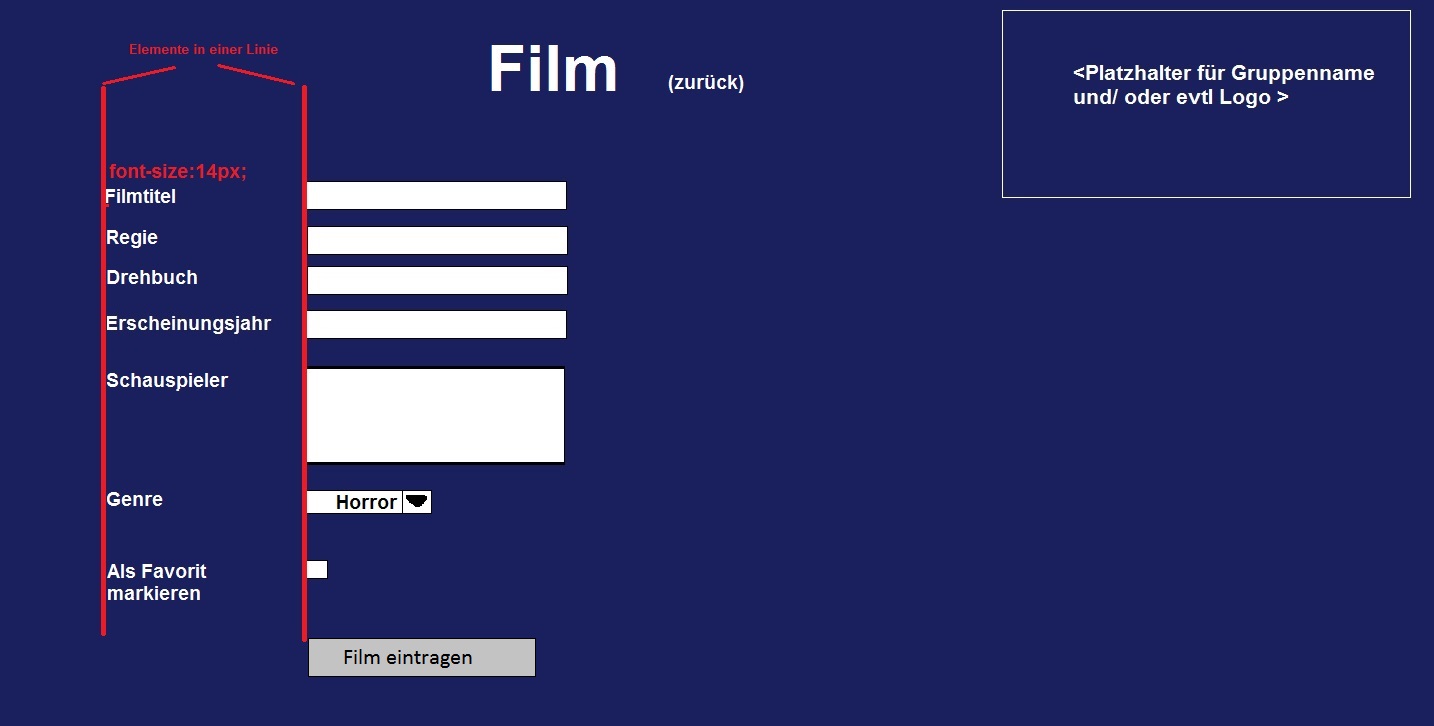 Elemente in einer Linie
Film (zurück)
<Platzhalter für Gruppenname
und/ oder evtl Logo >
font-size:14px;
Filmtitel
Regie
Drehbuch
Erscheinungsjahr
Schauspieler
Genre
Horror
Als Favorit
markieren
Film eintragen